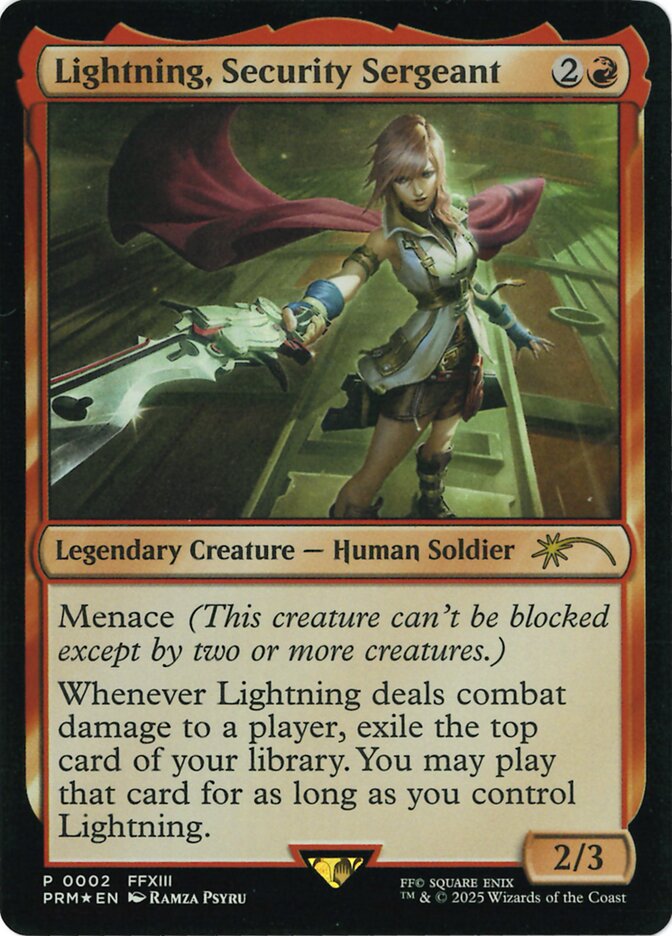 Lightning, Security Sergeant 2
Legendary Creature — Human Soldier
Menace (This creature can't be blocked
except by two or more creatures.)
Whenever Lightning deals combat
damage to a player, exile the top
card of your library. You may play
that card for as long as you control
Lightning.
2/3
P 0002 FFXIII
PRM★EN Ramza Psyru
FF© SQUARE ENIX
™ & © 2025 Wizards of the Coast